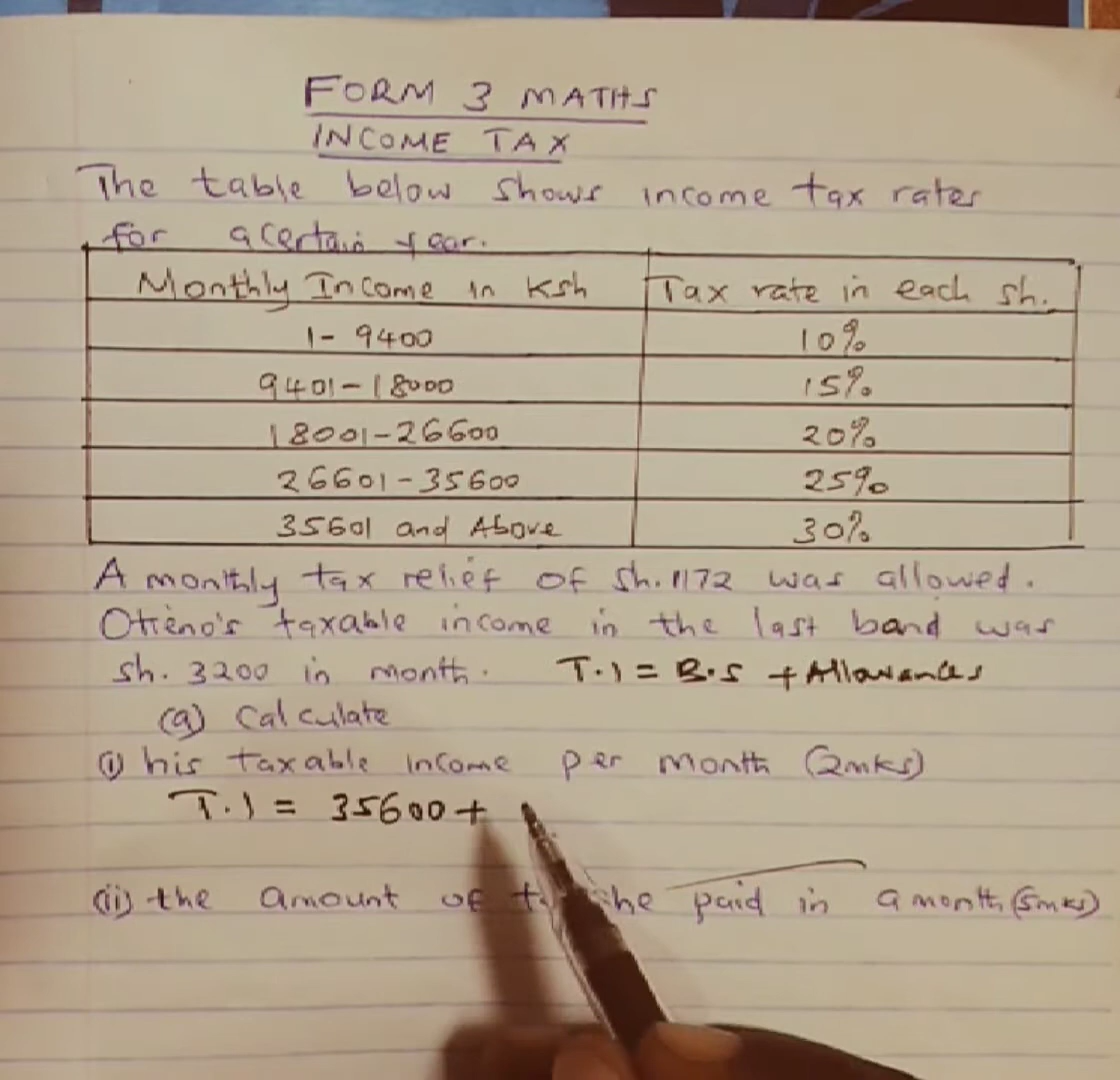 FORM 3 MATHS
INCOME TAX
The table below shows income tax rates
for a certain year.
Monthly Income in Ksh Tax rate in each sh.
1 - 9400 10%
9401 - 18000 15%
18001 - 26600 20%
26601 - 35600 25%
35601 and Above 30%
A monthly tax relief of sh. 1172 was allowed.
Otieno's taxable income in the last band was
sh. 3200 in month. T.I = B.S + Allowances
(a) Calculate
(i) his taxable income per month (2mks)
T.I = 35600 +
(ii) the amount of he paid in a month (5mks)